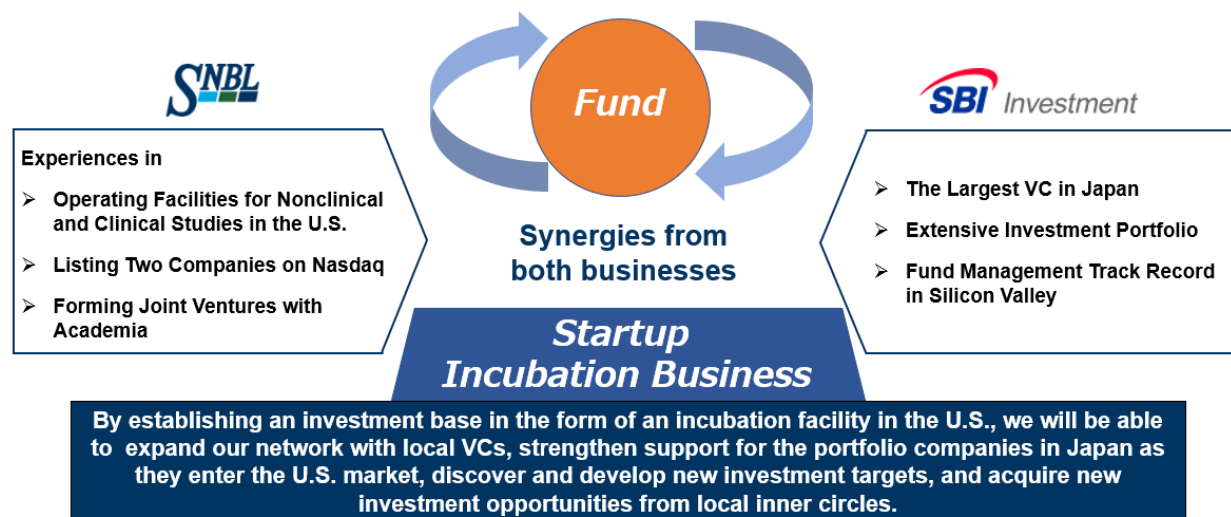 SNBL
Experiences in
➢ Operating Facilities for Nonclinical
and Clinical Studies in the U.S.
➢ Listing Two Companies on Nasdaq
➢ Forming Joint Ventures with
Academia
Fund
Synergies from
both businesses
SBI Investment
➢ The Largest VC in Japan
➢ Extensive Investment Portfolio
➢ Fund Management Track Record
in Silicon Valley
Startup
Incubation Business
By establishing an investment base in the form of an incubation facility in the U.S., we will be able
to expand our network with local VCs, strengthen support for the portfolio companies in Japan as
they enter the U.S. market, discover and develop new investment targets, and acquire new
investment opportunities from local inner circles.